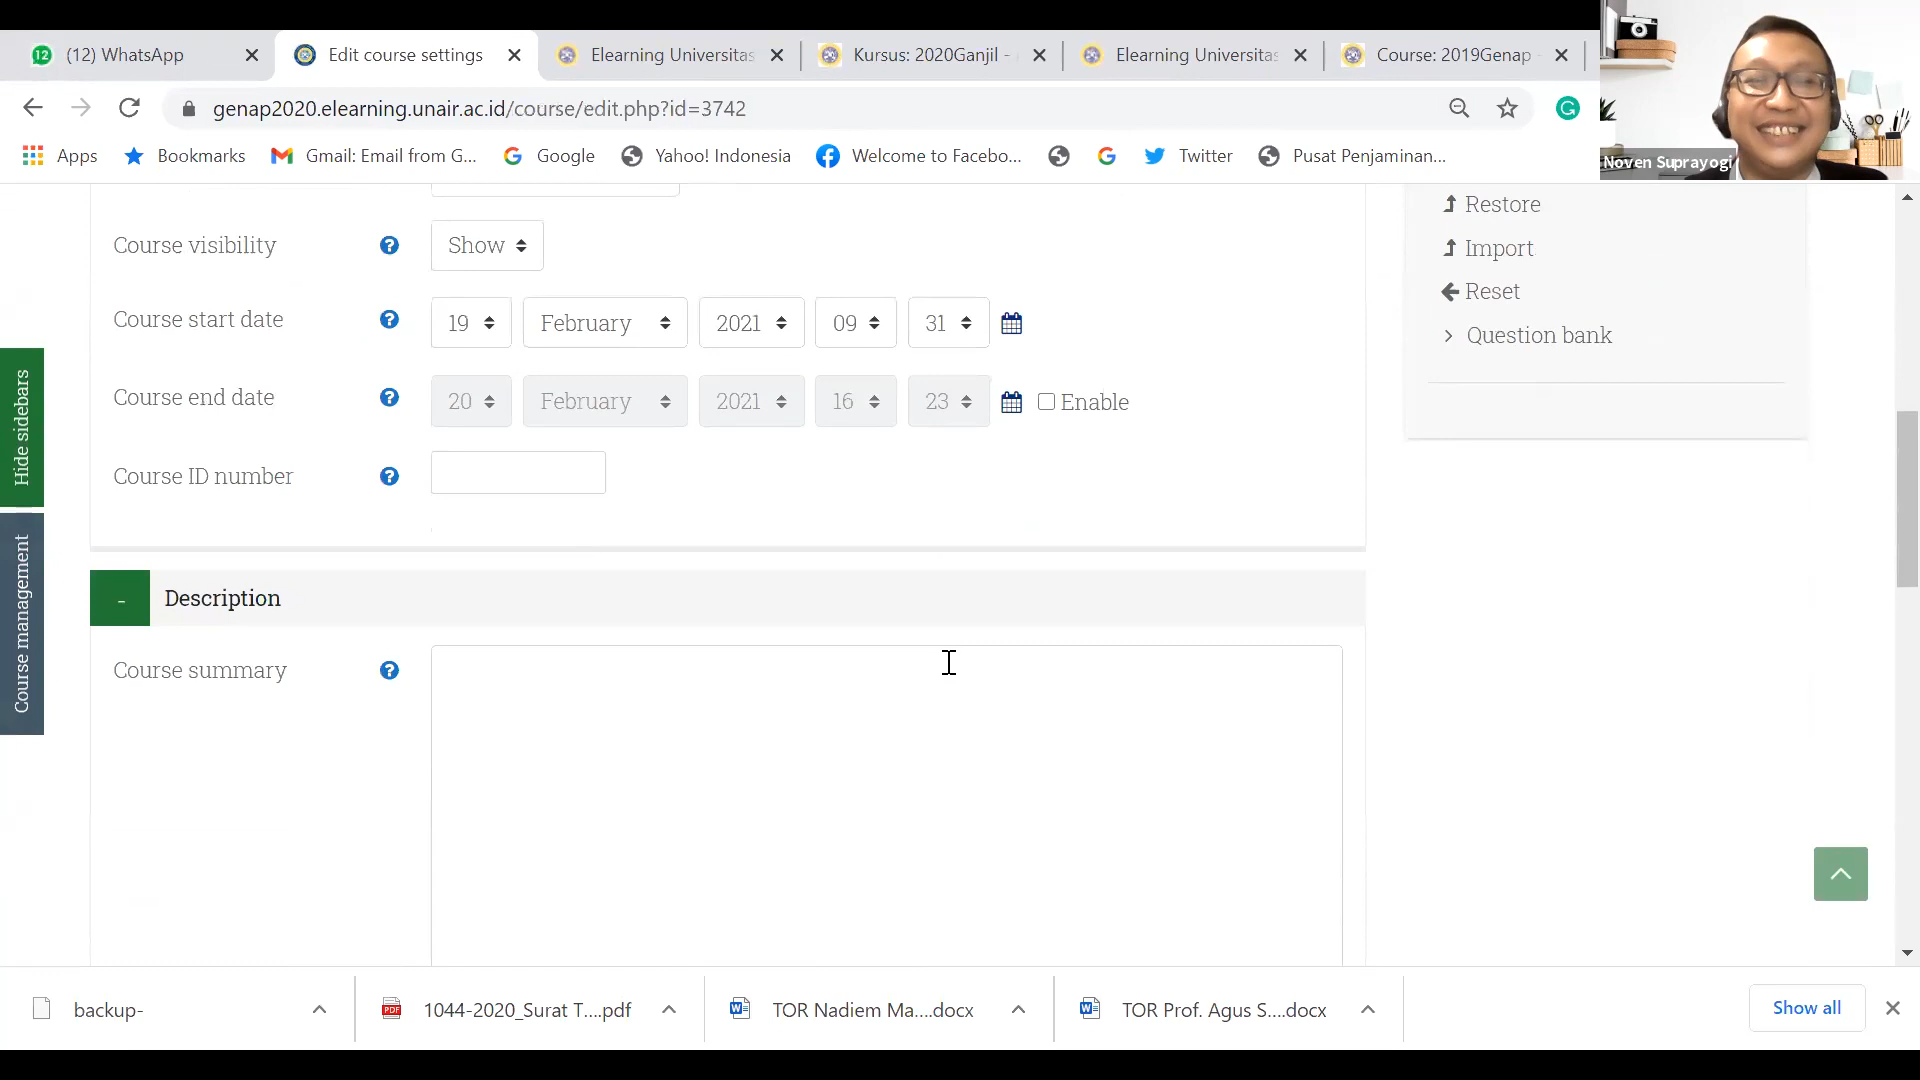 (12) WhatsApp
Edit course settings
Elearning Universitas
Kursus: 2020Ganjil -
Elearning Universitas
Course: 2019Genap -
genap2020.elearning.unair.ac.id/course/edit.php?id=3742
Apps
Bookmarks
Gmail: Email from G...
Google
Yahoo! Indonesia
Welcome to Facebo...
Twitter
Pusat Penjaminan...
Noven Suprayogi
Course visibility
Show
Course start date
19 February 2021 09 31
Course end date
20 February 2021 16 23
Enable
Course ID number
Description
Course summary
Restore
Import
Reset
Question bank
Hide sidebars
Course management
backup-
1044-2020_Surat T....pdf
TOR Nadiem Ma....docx
TOR Prof. Agus S....docx
Show all